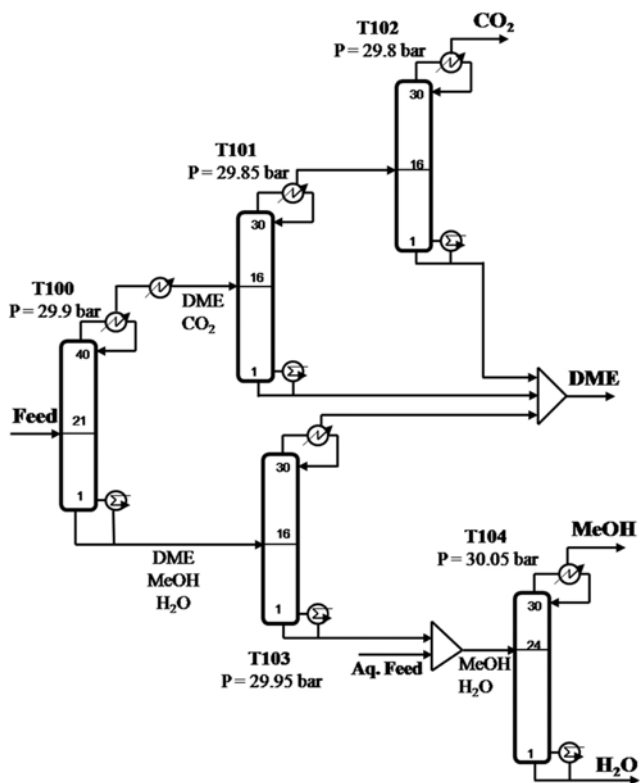 T102
P = 29.8 bar
CO₂
30
16
1
T101
P = 29.85 bar
30
16
1
T100
P = 29.9 bar
DME
CO₂
40
21
1
Feed
DME
30
16
1
DME
MeOH
H₂O
T103
P = 29.95 bar
Aq. Feed
MeOH
H₂O
T104
P = 30.05 bar
MeOH
30
24
1
H₂O
Σ
Σ
Σ
Σ
Σ